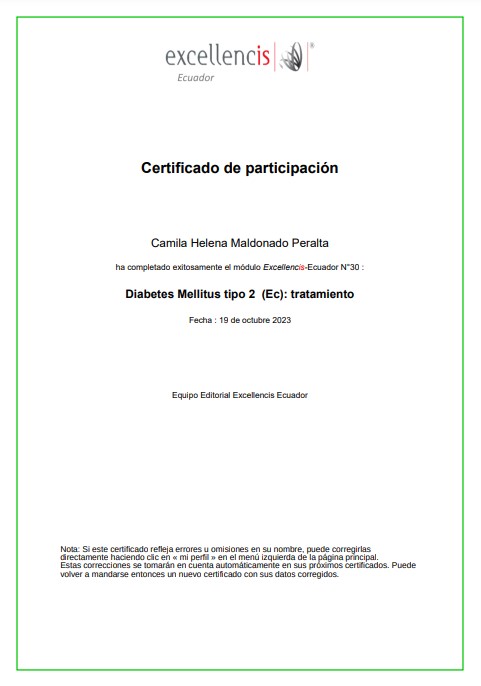 excellencis
®
Ecuador
Certificado de participación
Camila Helena Maldonado Peralta
ha completado exitosamente el módulo Excellencis-Ecuador N°30 :
Diabetes Mellitus tipo 2 (Ec): tratamiento
Fecha : 19 de octubre 2023
Equipo Editorial Excellencis Ecuador
Nota: Si este certificado refleja errores u omisiones en su nombre, puede corregirlas
directamente haciendo clic en « mi perfil » en el menú izquierda de la página principal.
Estas correcciones se tomarán en cuenta automáticamente en sus próximos certificados. Puede
volver a mandarse entonces un nuevo certificado con sus datos corregidos.